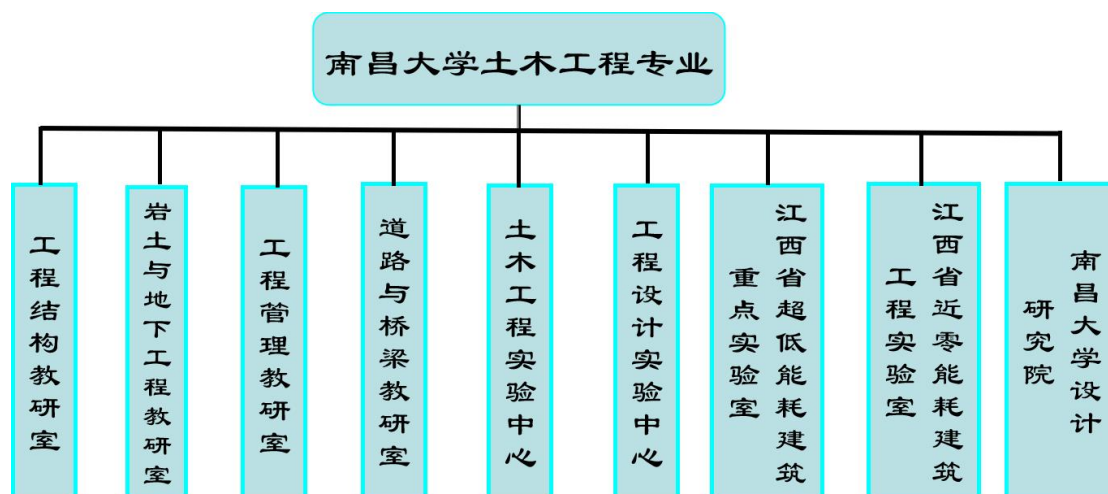 南昌大学土木工程专业
工程结构教研室
岩土与地下工程教研室
工程管理教研室
道路与桥梁教研室
土木工程实验中心
工程设计实验中心
江西省超低能耗建筑
重点实验室
江西省近零能耗建筑
工程实验室
南昌大学设计
研究院